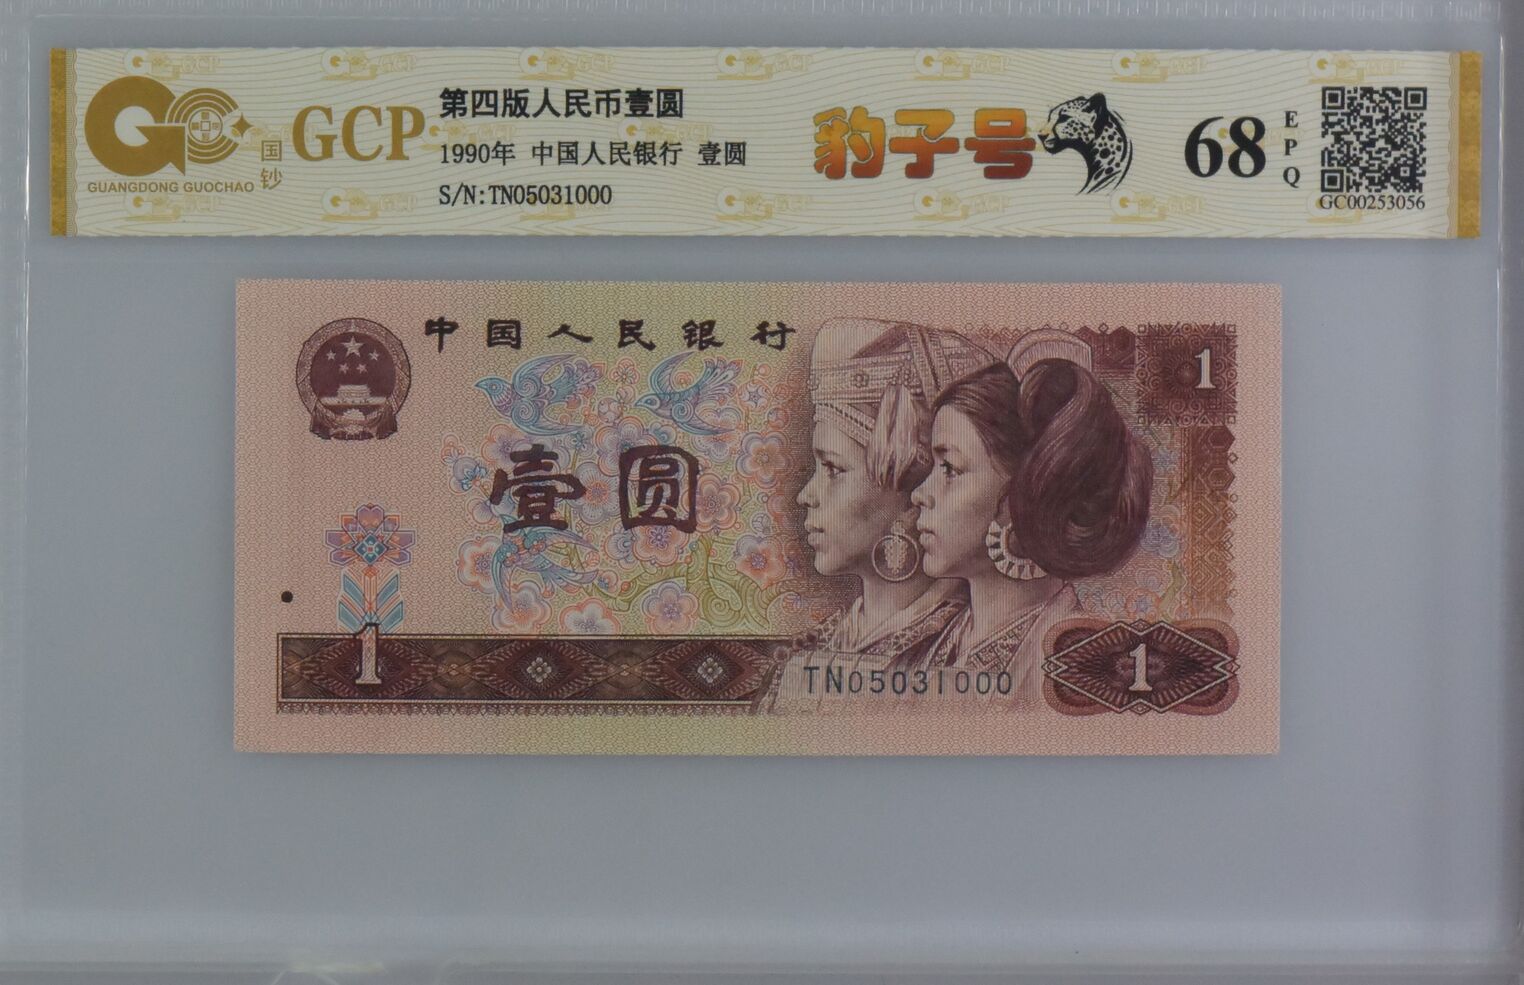 GCP
国钞
GUANGDONG GUOCHAO
第四版人民币壹圆
1990年 中国人民银行 壹圆
S/N:TN05031000
豹子号
68
EPQ
GC00253056
中国人民银行
1
壹圆
1
TN05031000
1